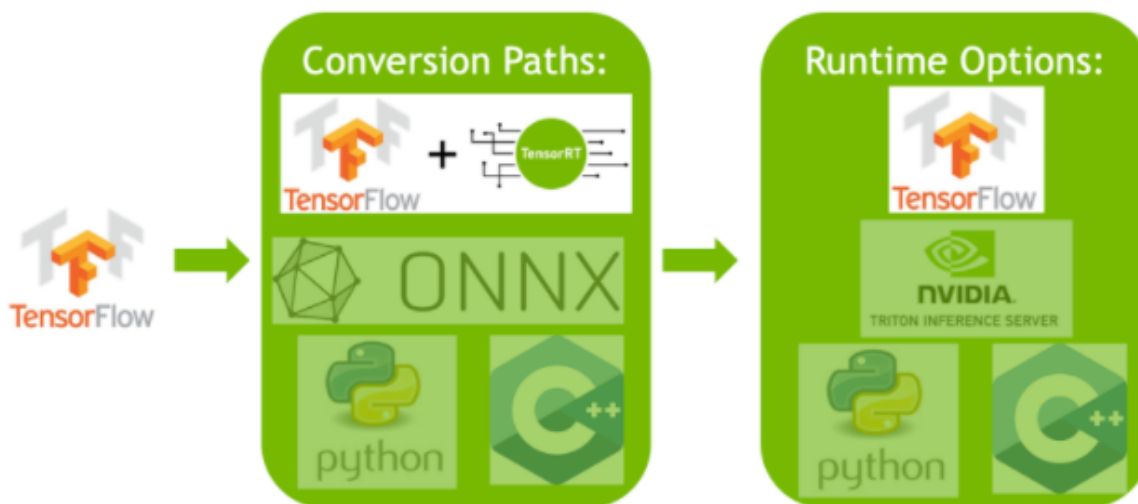 TensorFlow
Conversion Paths:
TensorFlow
+
TensorRT
ONNX
python
C++
Runtime Options:
TensorFlow
NVIDIA.
TRITON INFERENCE SERVER
python
C++